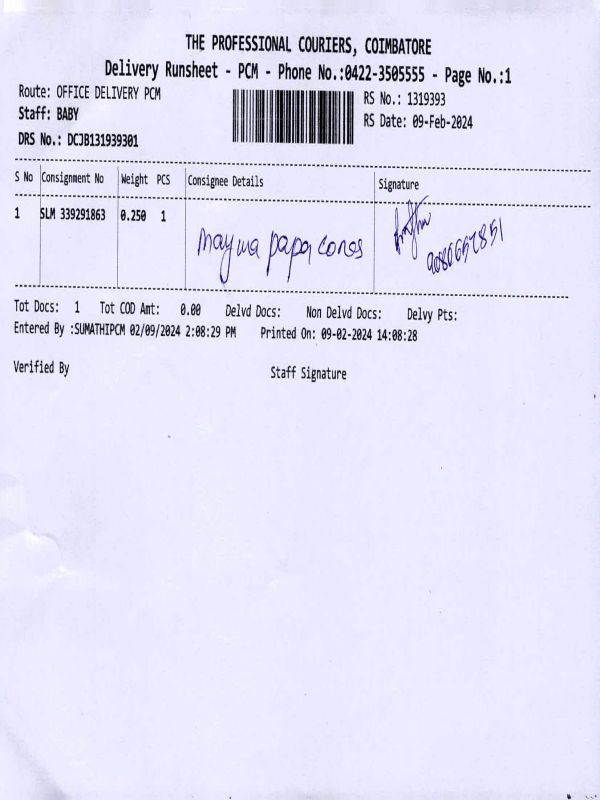 THE PROFESSIONAL COURIERS, COIMBATORE
Delivery Runsheet - PCM - Phone No.:0422-3505555 - Page No.:1
Route: OFFICE DELIVERY PCM
RS No.: 1319393
Staff: BABY
RS Date: 09-Feb-2024
DRS No.: DCJB131939301
S No Consignment No Weight PCS Consignee Details Signature
1 SLM 339291863 0.250 1
mayma papa cones
9080657851
Tot Docs: 1 Tot COD Amt: 0.00 Delvd Docs: Non Delvd Docs: Delvy Pts:
Entered By :SUMATHIPCM 02/09/2024 2:08:29 PM Printed On: 09-02-2024 14:08:28
Verified By Staff Signature